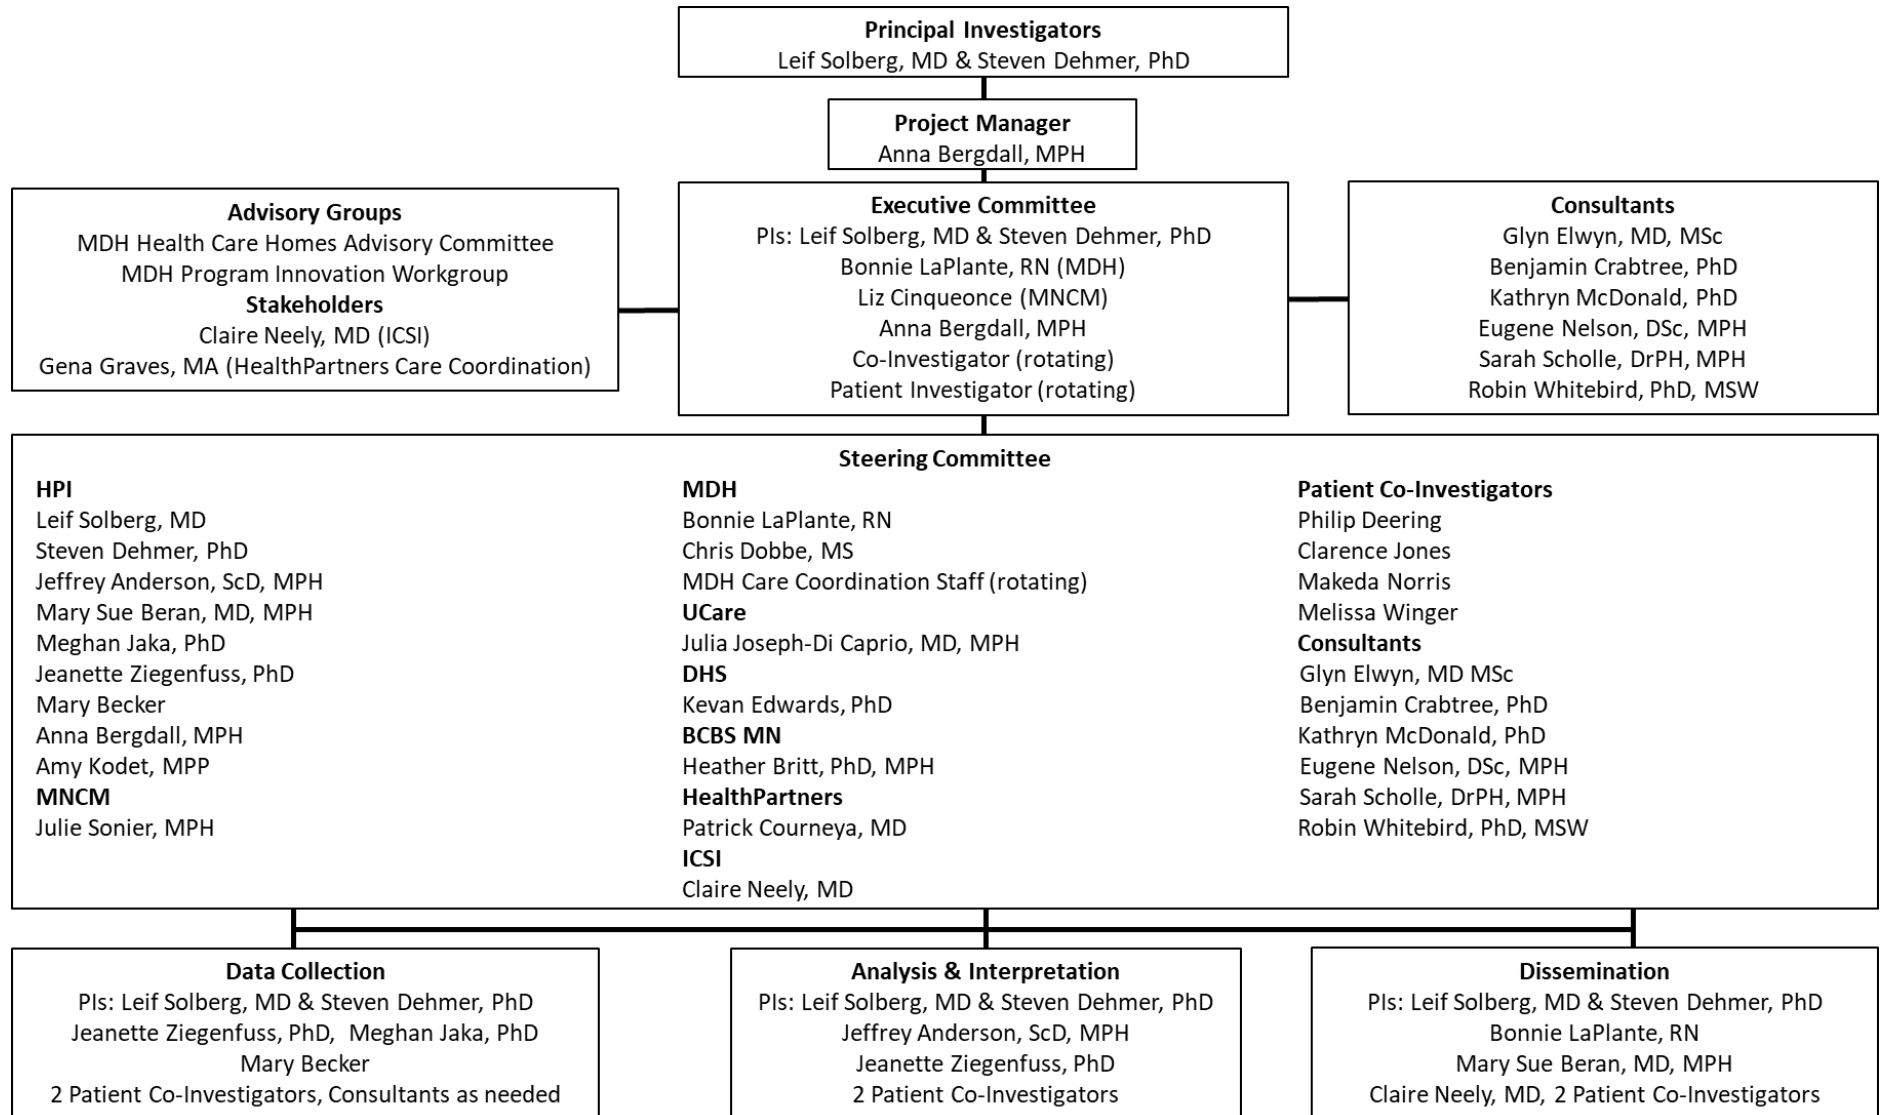 Principal Investigators
Leif Solberg, MD & Steven Dehmer, PhD
Project Manager
Anna Bergdall, MPH
Advisory Groups
MDH Health Care Homes Advisory Committee
MDH Program Innovation Workgroup
Stakeholders
Claire Neely, MD (ICSI)
Gena Graves, MA (HealthPartners Care Coordination)
Executive Committee
PIs: Leif Solberg, MD & Steven Dehmer, PhD
Bonnie LaPlante, RN (MDH)
Liz Cinqueonce (MNCM)
Anna Bergdall, MPH
Co-Investigator (rotating)
Patient Investigator (rotating)
Consultants
Glyn Elwyn, MD, MSc
Benjamin Crabtree, PhD
Kathryn McDonald, PhD
Eugene Nelson, DSc, MPH
Sarah Scholle, DrPH, MPH
Robin Whitebird, PhD, MSW
Steering Committee
HPI
Leif Solberg, MD
Steven Dehmer, PhD
Jeffrey Anderson, ScD, MPH
Mary Sue Beran, MD, MPH
Meghan Jaka, PhD
Jeanette Ziegenfuss, PhD
Mary Becker
Anna Bergdall, MPH
Amy Kodet, MPP
MNCM
Julie Sonier, MPH
MDH
Bonnie LaPlante, RN
Chris Dobbe, MS
MDH Care Coordination Staff (rotating)
UCare
Julia Joseph-Di Caprio, MD, MPH
DHS
Kevan Edwards, PhD
BCBS MN
Heather Britt, PhD, MPH
HealthPartners
Patrick Courneya, MD
ICSI
Claire Neely, MD
Patient Co-Investigators
Philip Deering
Clarence Jones
Makeda Norris
Melissa Winger
Consultants
Glyn Elwyn, MD MSc
Benjamin Crabtree, PhD
Kathryn McDonald, PhD
Eugene Nelson, DSc, MPH
Sarah Scholle, DrPH, MPH
Robin Whitebird, PhD, MSW
Data Collection
PIs: Leif Solberg, MD & Steven Dehmer, PhD
Jeanette Ziegenfuss, PhD, Meghan Jaka, PhD
Mary Becker
2 Patient Co-Investigators, Consultants as needed
Analysis & Interpretation
PIs: Leif Solberg, MD & Steven Dehmer, PhD
Jeffrey Anderson, ScD, MPH
Jeanette Ziegenfuss, PhD
2 Patient Co-Investigators
Dissemination
PIs: Leif Solberg, MD & Steven Dehmer, PhD
Bonnie LaPlante, RN
Mary Sue Beran, MD, MPH
Claire Neely, MD, 2 Patient Co-Investigators